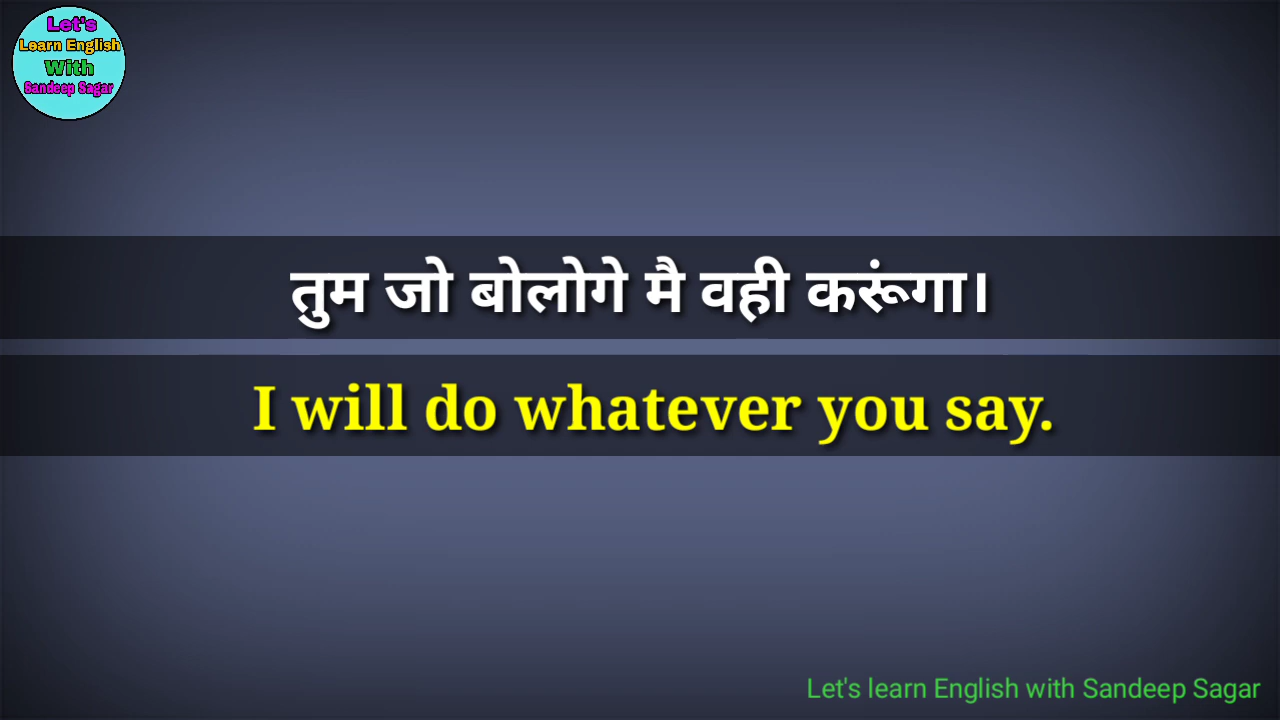 Let's
Learn English
With
Sandeep Sagar
तुम जो बोलोगे मै वही करूंगा।
I will do whatever you say.
Let's learn English with Sandeep Sagar